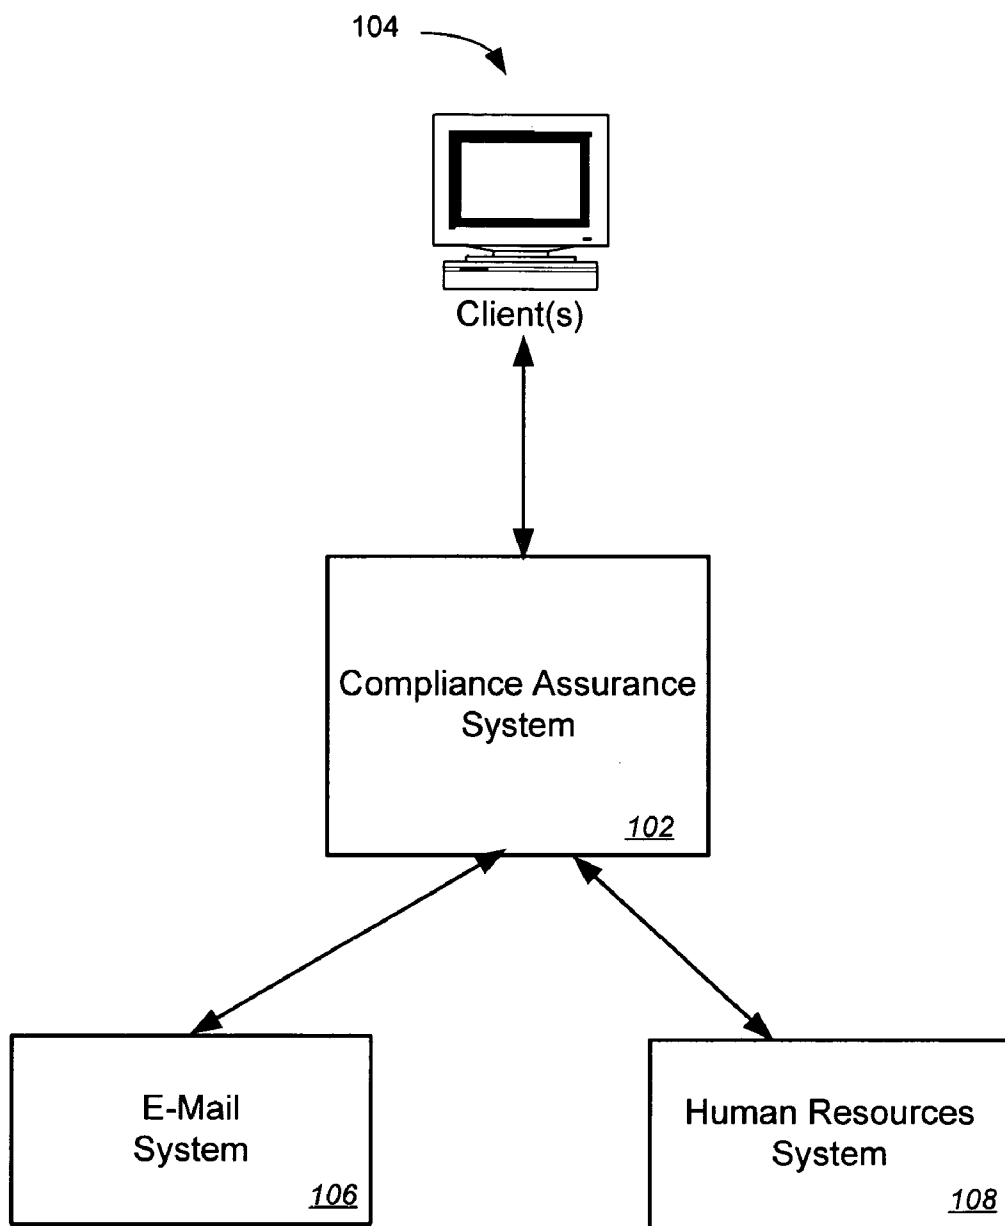 104
Client(s)
Compliance Assurance
System
102
E-Mail
System
106
Human Resources
System
108